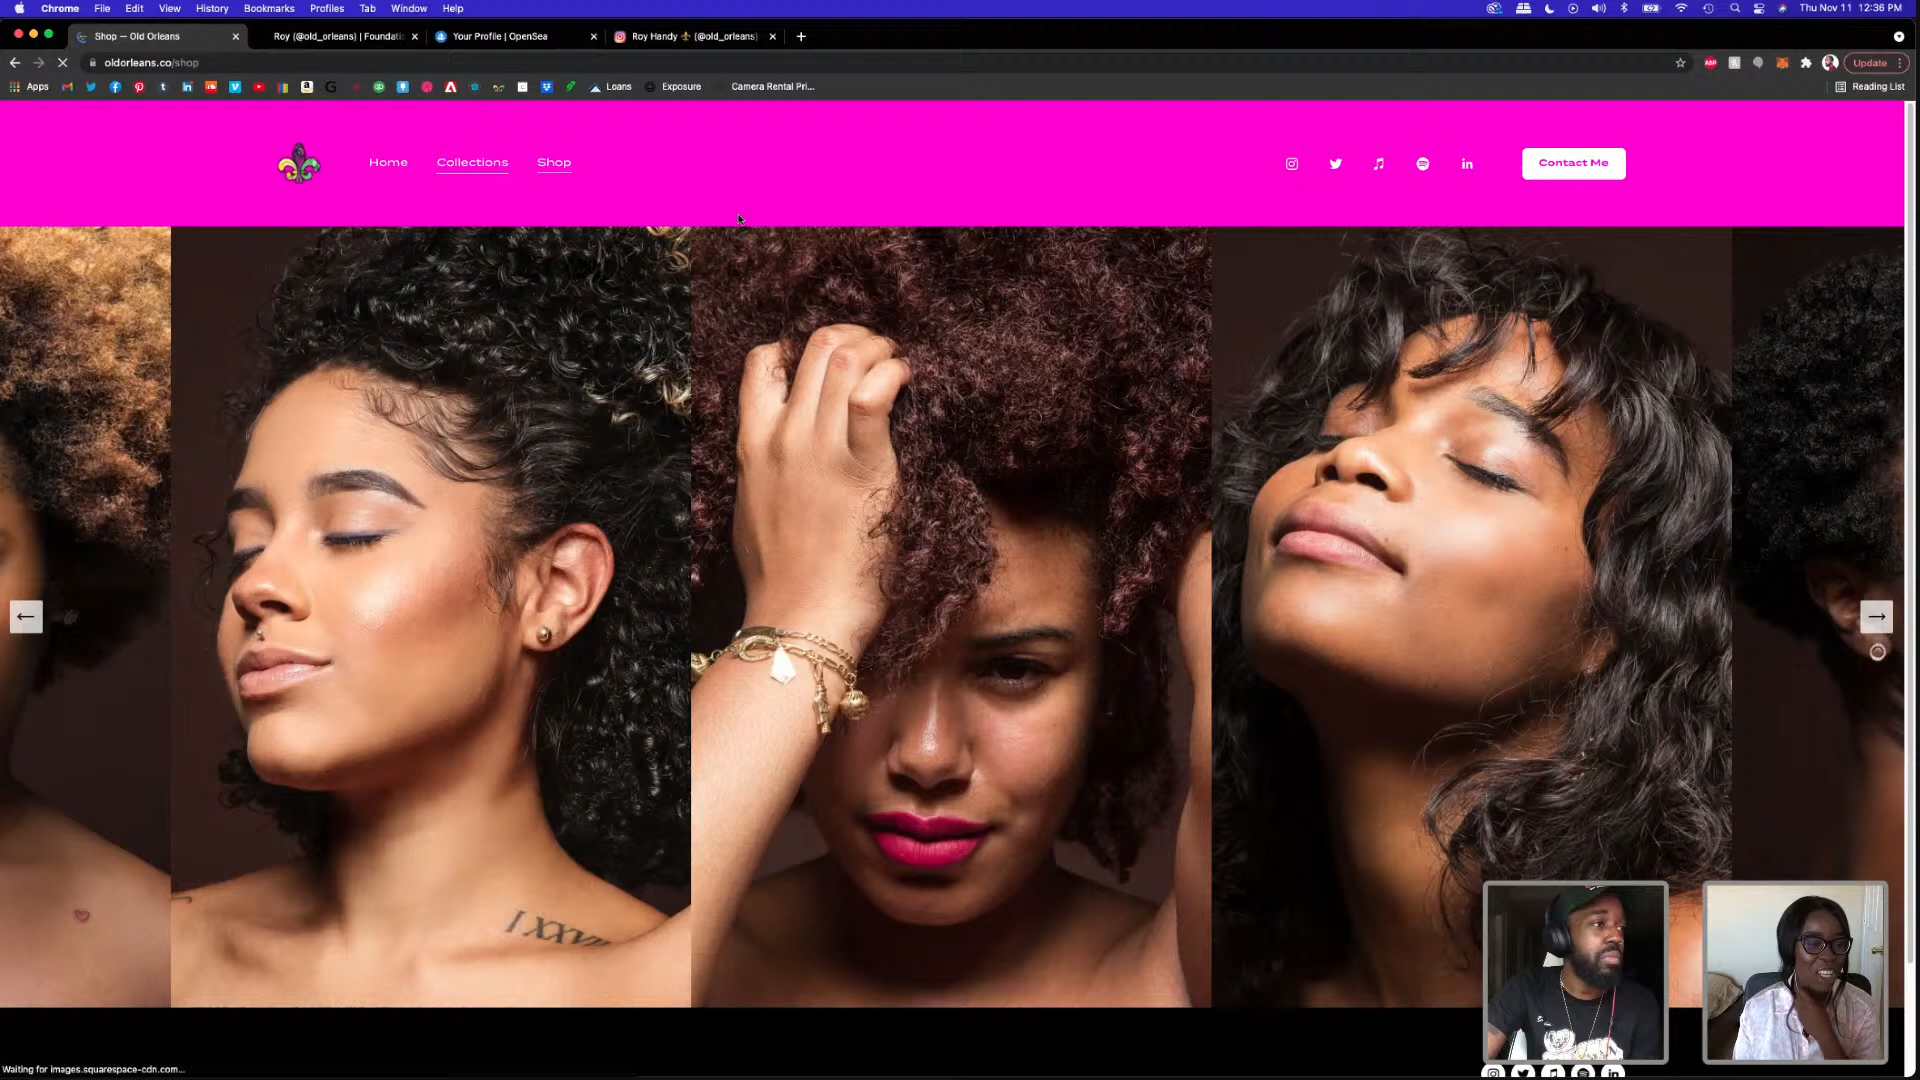 Chrome File Edit View History Bookmarks Profiles Tab Window Help Thu Nov 11 12:36 PM
Shop — Old Orleans Roy (@old_orleans) | Foundati Your Profile | OpenSea Roy Handy (@old_orleans)
oldorleans.co/shop Update
Apps Loans Exposure Camera Rental Pri... Reading List
Home Collections Shop Contact Me
Waiting for images.squarespace-cdn.com...